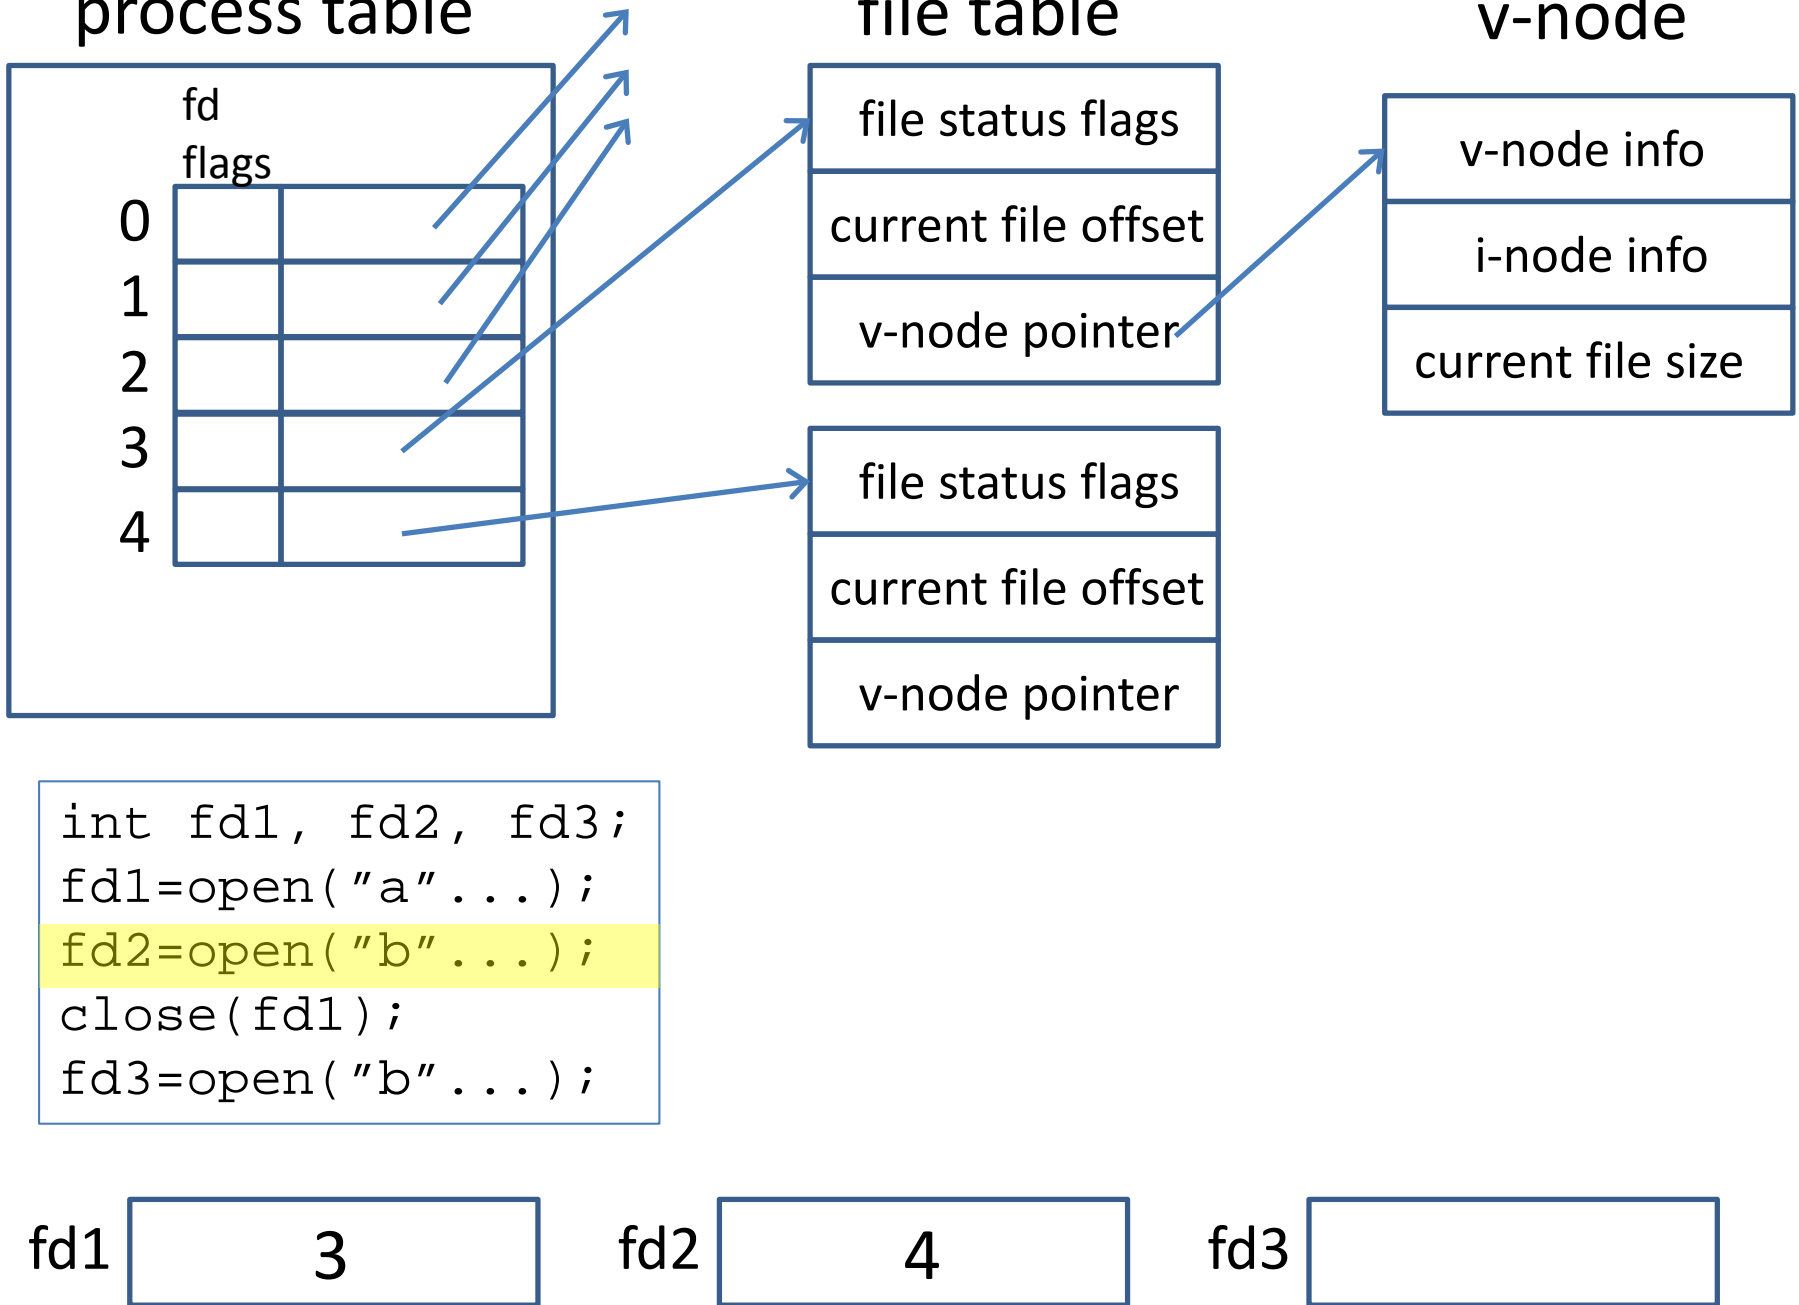 process table
file table
v-node
fd
flags
0
1
2
3
4
file status flags
current file offset
v-node pointer
file status flags
current file offset
v-node pointer
v-node info
i-node info
current file size
int fd1, fd2, fd3;
fd1=open(″a″...);
fd2=open(″b″...);
close(fd1);
fd3=open(″b″...);
fd1
3
fd2
4
fd3